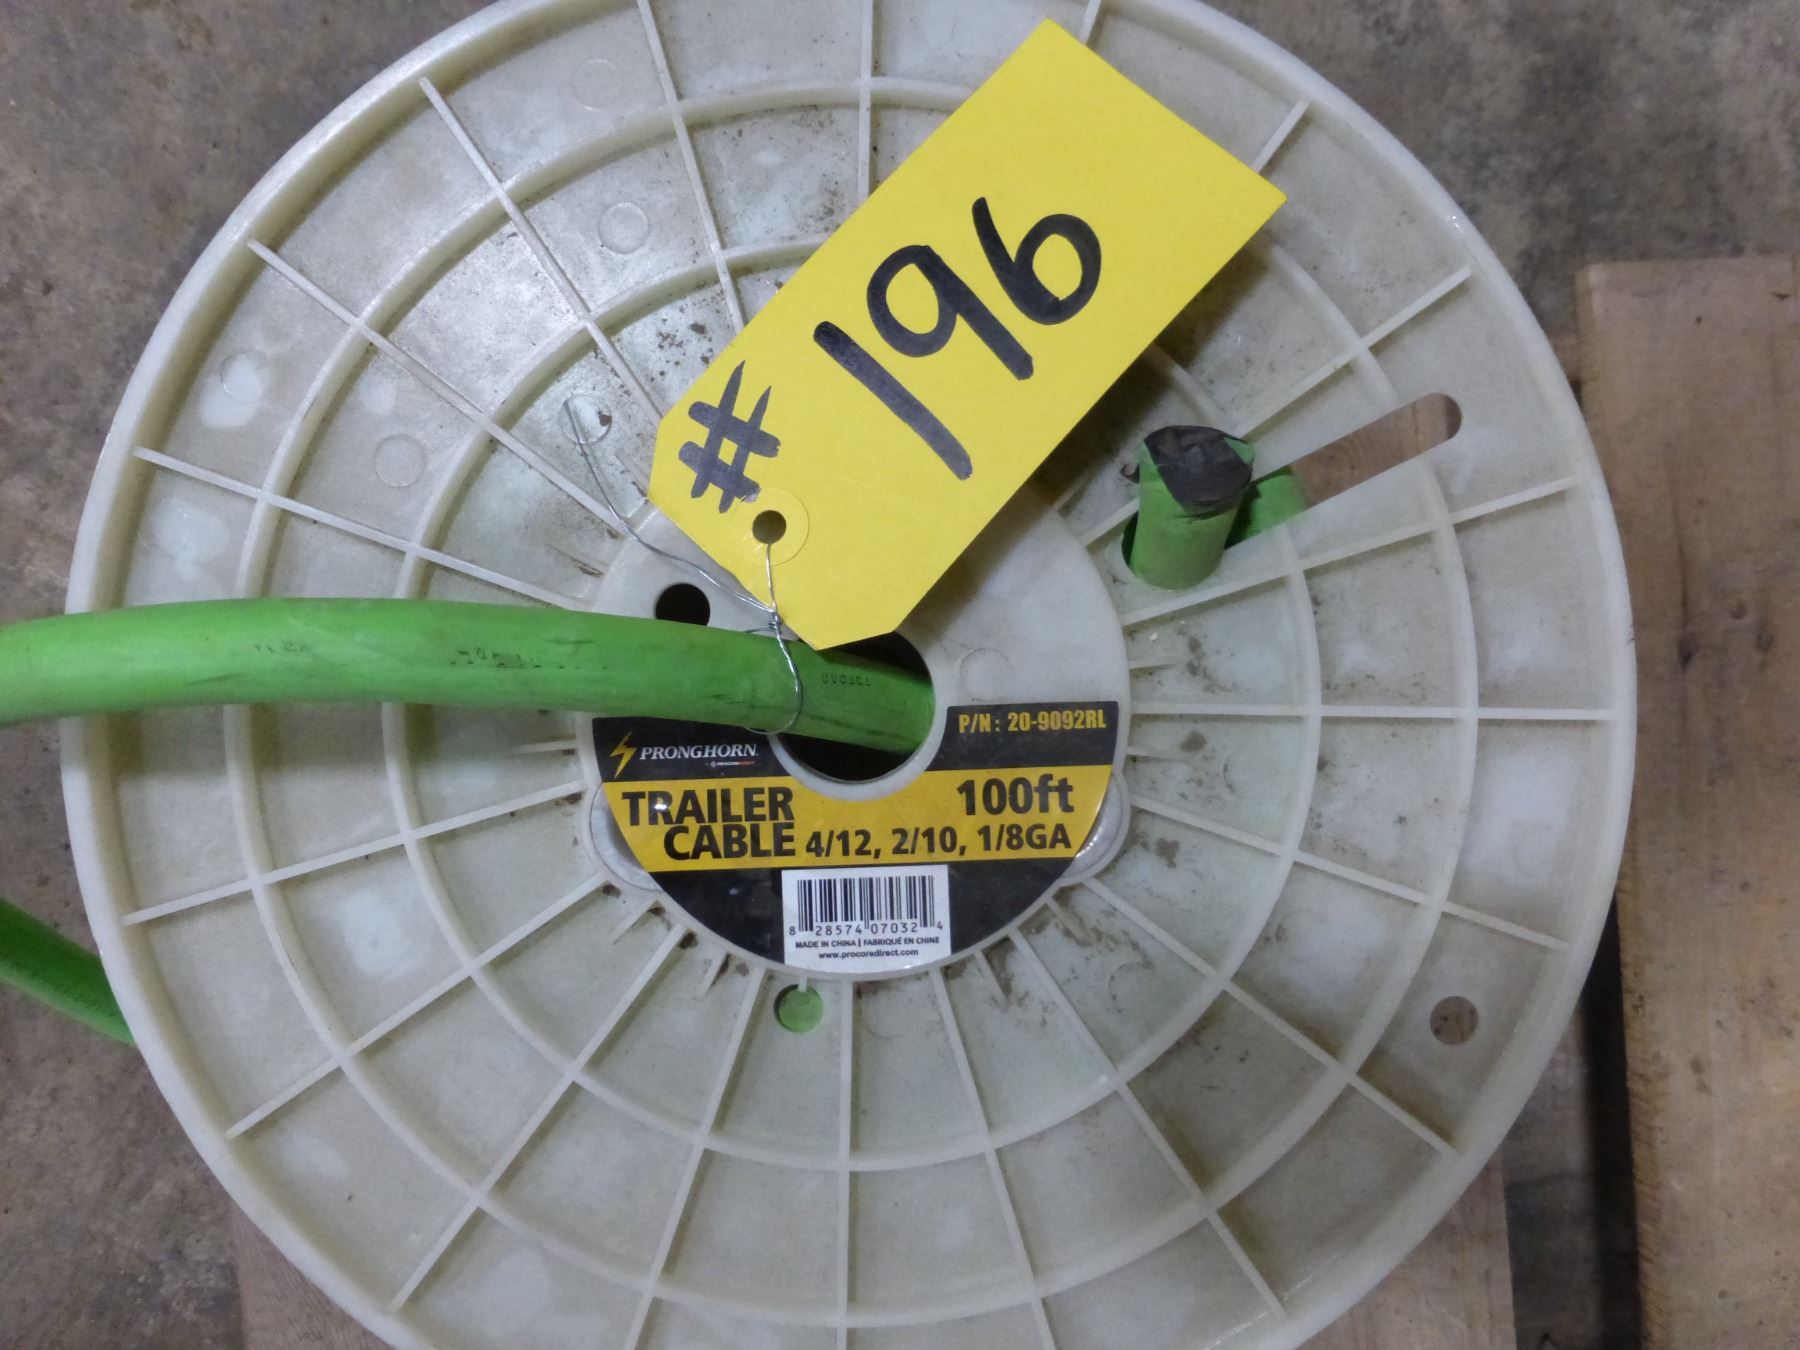 # 196
P/N: 20-9092RL
PRONGHORN
TRAILER
CABLE
100ft
4/12, 2/10, 1/8GA
8 28574 07032 4
MADE IN CHINA | FABRIQUÉ EN CHINE
www.procoredirect.com